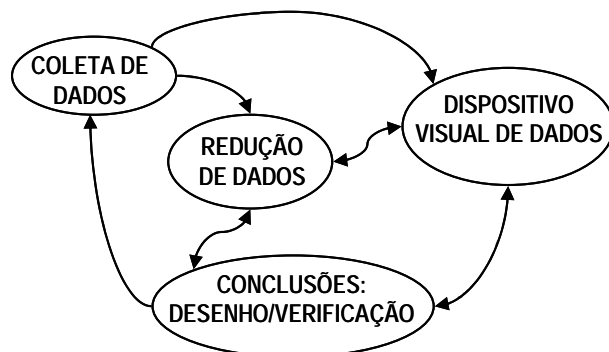 COLETA DE
DADOS
DISPOSITIVO
VISUAL DE DADOS
REDUÇÃO
DE DADOS
CONCLUSÕES:
DESENHO/VERIFICAÇÃO